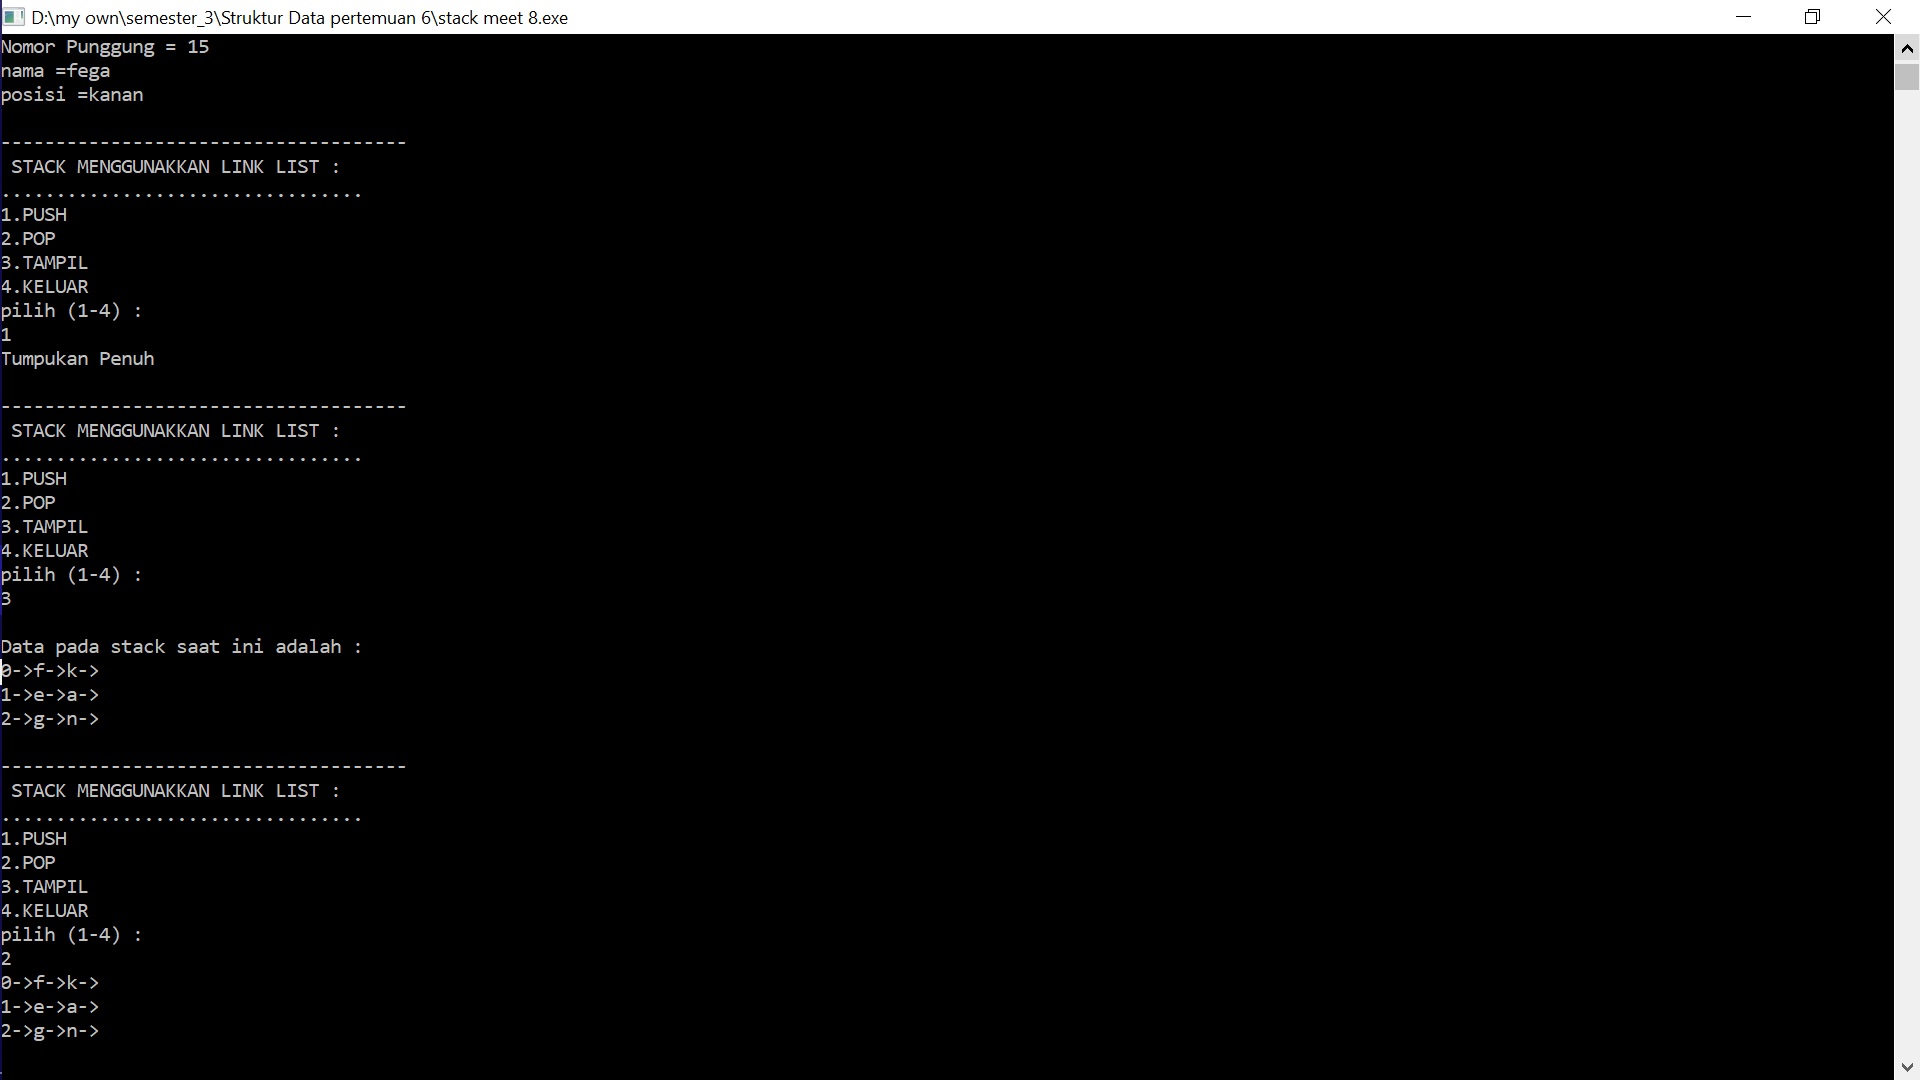 D:\my own\semester_3\Struktur Data pertemuan 6\stack meet 8.exe
Nomor Punggung = 15
nama =fega
posisi =kanan
-------------------------------------
STACK MENGGUNAKKAN LINK LIST :
.................................
1.PUSH
2.POP
3.TAMPIL
4.KELUAR
pilih (1-4) :
1
Tumpukan Penuh
-------------------------------------
STACK MENGGUNAKKAN LINK LIST :
.................................
1.PUSH
2.POP
3.TAMPIL
4.KELUAR
pilih (1-4) :
3
Data pada stack saat ini adalah :
0->f->k->
1->e->a->
2->g->n->
-------------------------------------
STACK MENGGUNAKKAN LINK LIST :
.................................
1.PUSH
2.POP
3.TAMPIL
4.KELUAR
pilih (1-4) :
2
0->f->k->
1->e->a->
2->g->n->